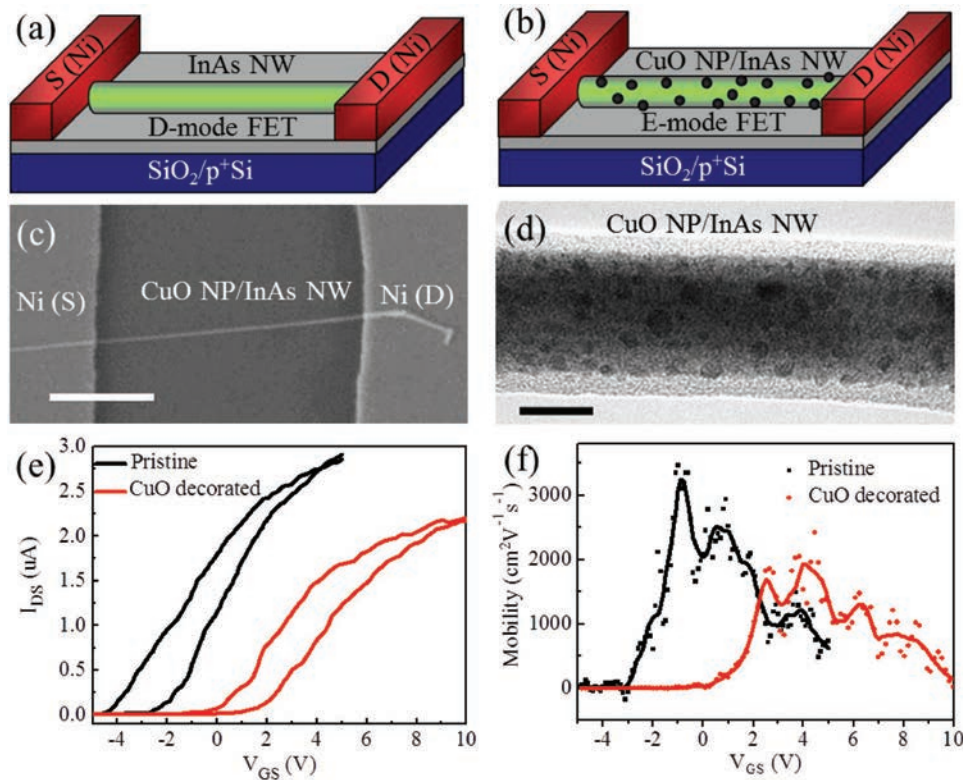 (a)
S (Ni)
InAs NW
D (Ni)
D-mode FET
SiO₂/p⁺Si
(b)
S (Ni)
CuO NP/InAs NW
D (Ni)
E-mode FET
SiO₂/p⁺Si
(c)
CuO NP/InAs NW
Ni (S)
Ni (D)
(d)
CuO NP/InAs NW
(e)
Pristine
CuO decorated
I_DS (uA)
3.0
2.5
2.0
1.5
1.0
0.5
0.0
-4 -2 0 2 4 6 8 10
V_GS (V)
(f)
Pristine
CuO decorated
Mobility (cm²V⁻¹s⁻¹)
3000
2000
1000
0
-4 -2 0 2 4 6 8 10
V_GS (V)